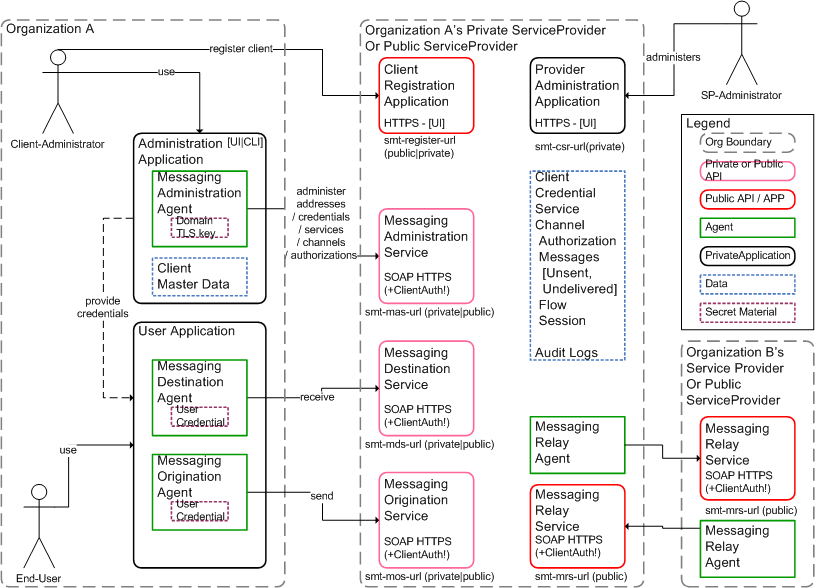 Organization A
register client
use
Client-Administrator
Administration [UI|CLI]
Application
Messaging
Administration
Agent
Domain
TLS key
Client
Master Data
provide
credentials
User Application
Messaging
Destination
Agent
User
Credential
Messaging
Origination
Agent
User
Credential
use
End-User
administer
addresses
/ credentials
/ services
/ channels
/ authorizations
receive
send
Organization A's Private ServiceProvider
Or Public ServiceProvider
Client
Registration
Application
HTTPS - [UI]
smt-register-url
(public|private)
Provider
Administration
Application
HTTPS - [UI]
smt-csr-url(private)
administers
SP-Administrator
Messaging
Administration
Service
SOAP HTTPS
(+ClientAuth!)
smt-mas-url (private|public)
Client
Credential
Service
Channel
Authorization
Messages
[Unsent,
Undelivered]
Flow
Session
Audit Logs
Messaging
Destination
Service
SOAP HTTPS
(+ClientAuth!)
smt-mds-url (private|public)
Messaging
Origination
Service
SOAP HTTPS
(+ClientAuth!)
smt-mos-url (private|public)
Messaging
Relay
Agent
Messaging
Relay
Service
SOAP HTTPS
(+ClientAuth!)
smt-mrs-url (public)
Legend
Org Boundary
Private or Public
API
Public API / APP
Agent
PrivateApplication
Data
Secret Material
Organization B's
Service Provider
Or Public
ServiceProvider
Messaging
Relay
Service
SOAP HTTPS
(+ClientAuth!)
smt-mrs-url (public)
Messaging
Relay
Agent